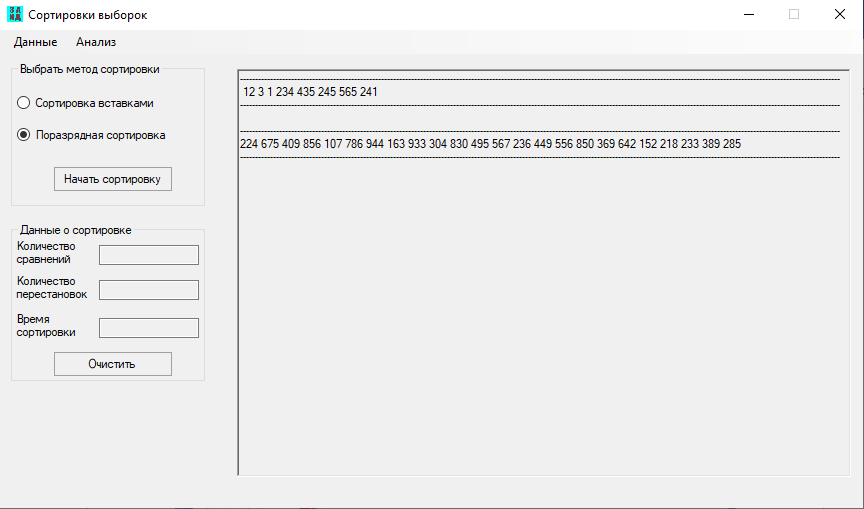 Сортировки выборок
Данные Анализ
Выбрать метод сортировки
Сортировка вставками
Поразрядная сортировка
Начать сортировку
Данные о сортировке
Количество
сравнений
Количество
перестановок
Время
сортировки
Очистить
12 3 1 234 435 245 565 241
224 675 409 856 107 786 944 163 933 304 830 495 567 236 449 556 850 369 642 152 218 233 389 285